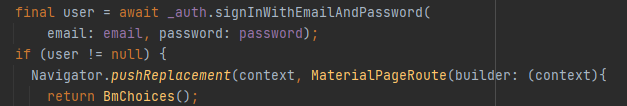 final user = await _auth.signInWithEmailAndPassword(
email: email, password: password);
if (user != null) {
Navigator.pushReplacement(context, MaterialPageRoute(builder: (context){
return BmChoices();